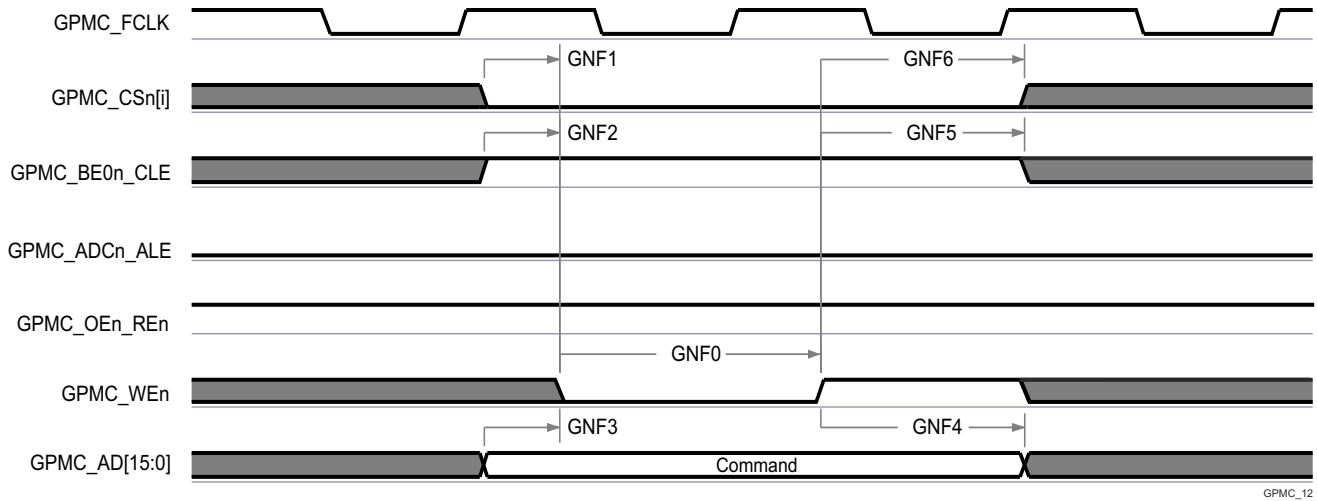 GPMC_FCLK
GNF1
GNF6
GPMC_CSn[i]
GNF2
GNF5
GPMC_BE0n_CLE
GPMC_ADCn_ALE
GPMC_OEn_REn
GNF0
GPMC_WEn
GNF3
GNF4
GPMC_AD[15:0]
Command
GPMC_12